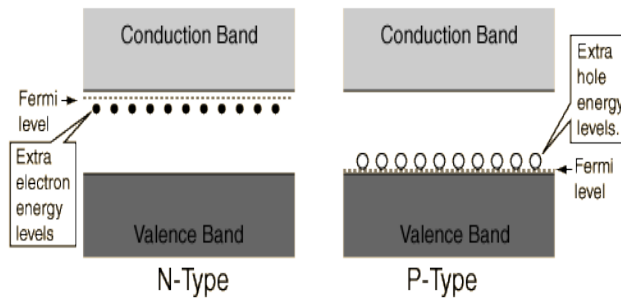 Conduction Band
Fermi
level
Extra
electron
energy
levels
Valence Band
N-Type
Conduction Band
Extra
hole
energy
levels.
Fermi
level
Valence Band
P-Type